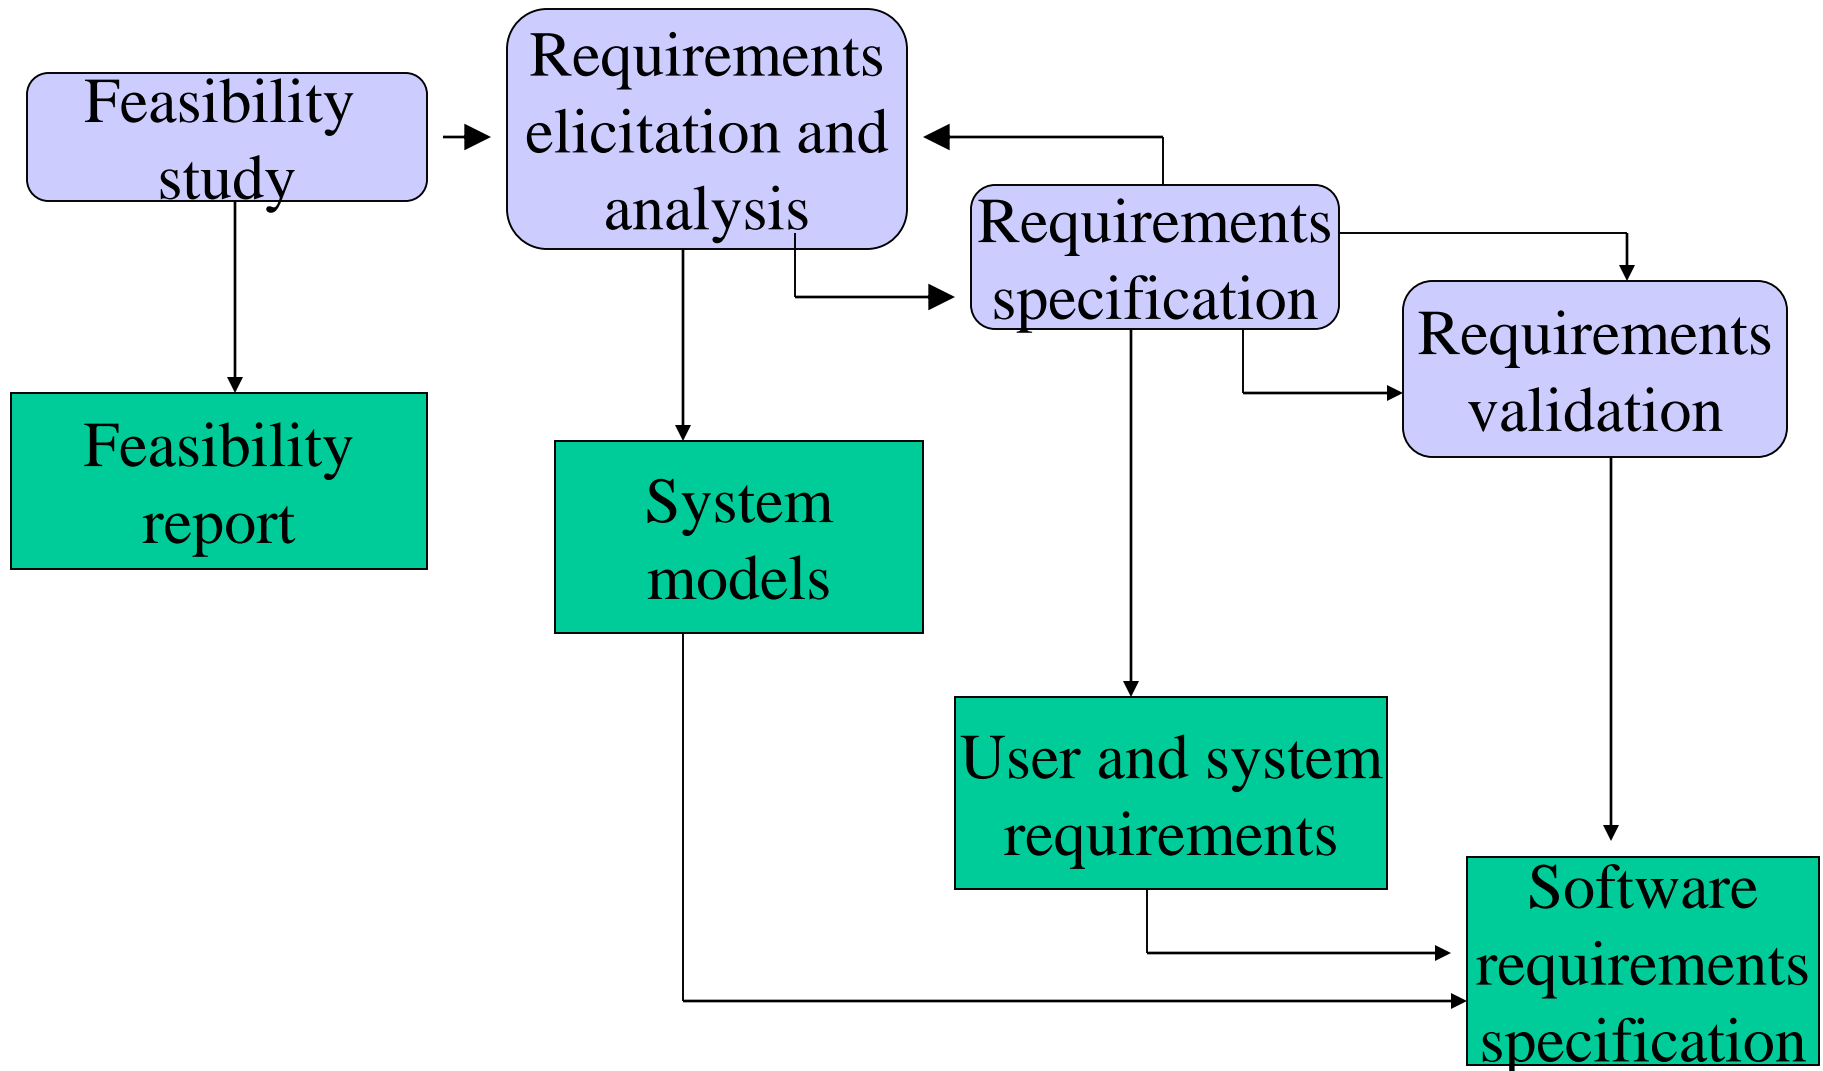 Feasibility
study
Requirements
elicitation and
analysis
Requirements
specification
Requirements
validation
Feasibility
report
System
models
User and system
requirements
Software
requirements
specification